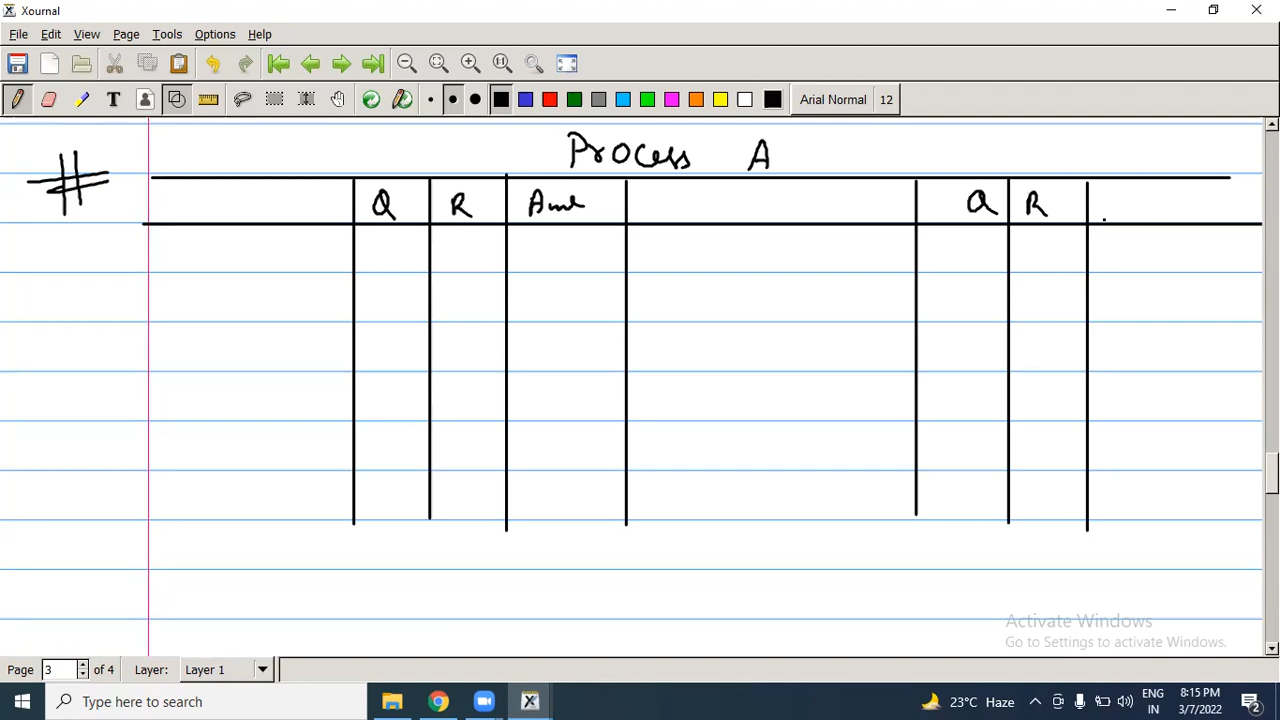 Xournal
File Edit View Page Tools Options Help
Arial Normal 12
# Process A
Q R Amt Q R
Activate Windows
Go to Settings to activate Windows.
Page 3 of 4 Layer: Layer 1
Type here to search 23°C Haze ENG IN 8:15 PM 3/7/2022 2